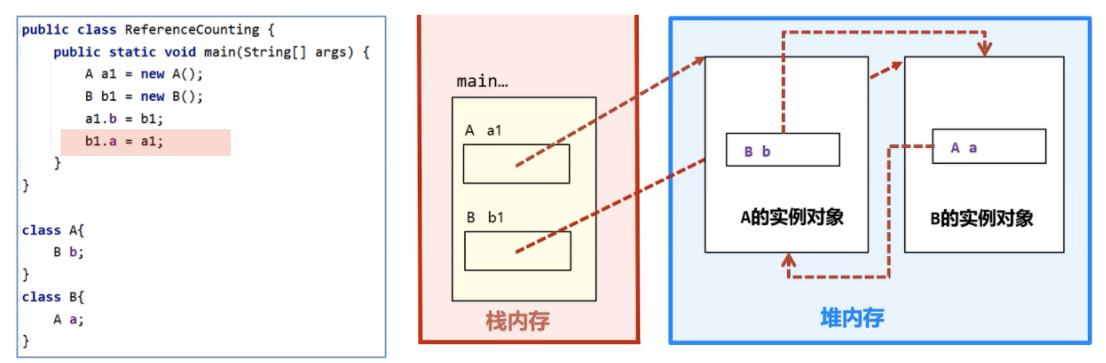 public class ReferenceCounting {
    public static void main(String[] args) {
        A a1 = new A();
        B b1 = new B();
        a1.b = b1;
        b1.a = a1;
    }
}
class A{
    B b;
}
class B{
    A a;
}
main…
A a1
B b1
栈内存
B b
A的实例对象
A a
B的实例对象
堆内存